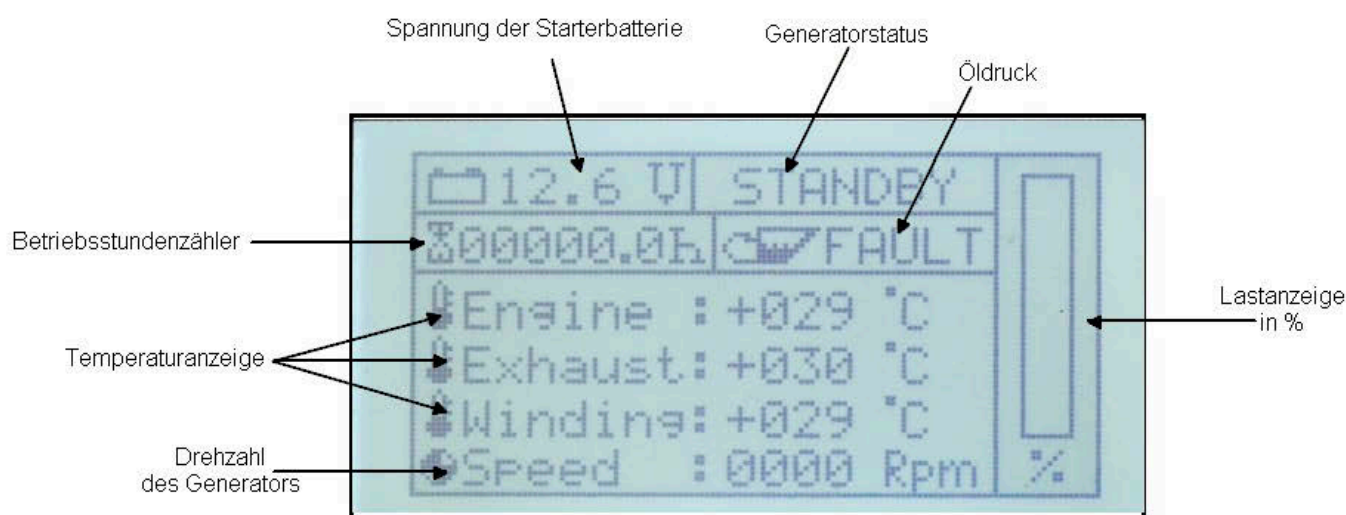 Spannung der Starterbatterie
Generatorstatus
Öldruck
12.6 V
STANDBY
Betriebsstundenzähler
00000.0h
FAULT
Engine : +029 °C
Lastanzeige
in %
Temperaturanzeige
Exhaust: +030 °C
Winding: +029 °C
Drehzahl
des Generators
Speed : 0000 Rpm
%